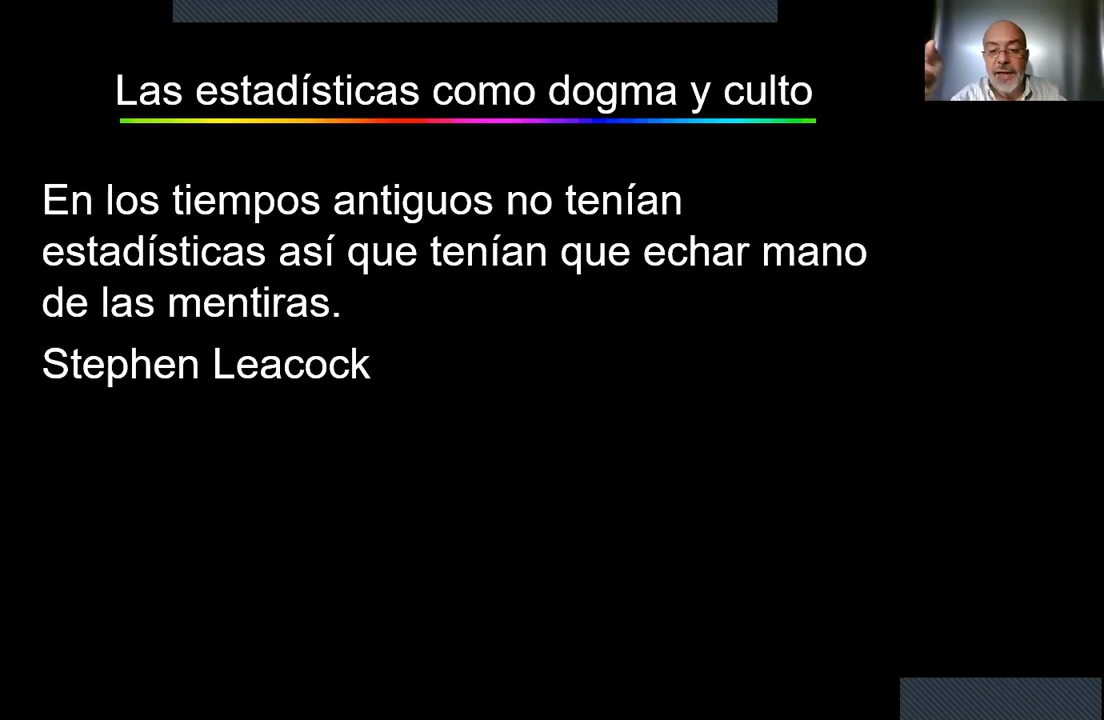 Las estadísticas como dogma y culto
En los tiempos antiguos no tenían
estadísticas así que tenían que echar mano
de las mentiras.
Stephen Leacock